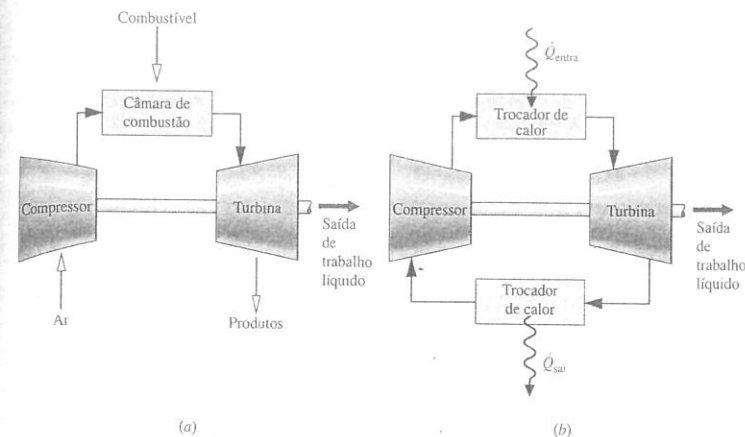 Combustível
Câmara de
combustão
Compressor
Turbina
Saída
de
trabalho
líquido
Ar
Produtos
(a)
Q̇entra
Trocador de
calor
Compressor
Turbina
Saída
de
trabalho
líquido
Trocador
de calor
Q̇sai
(b)